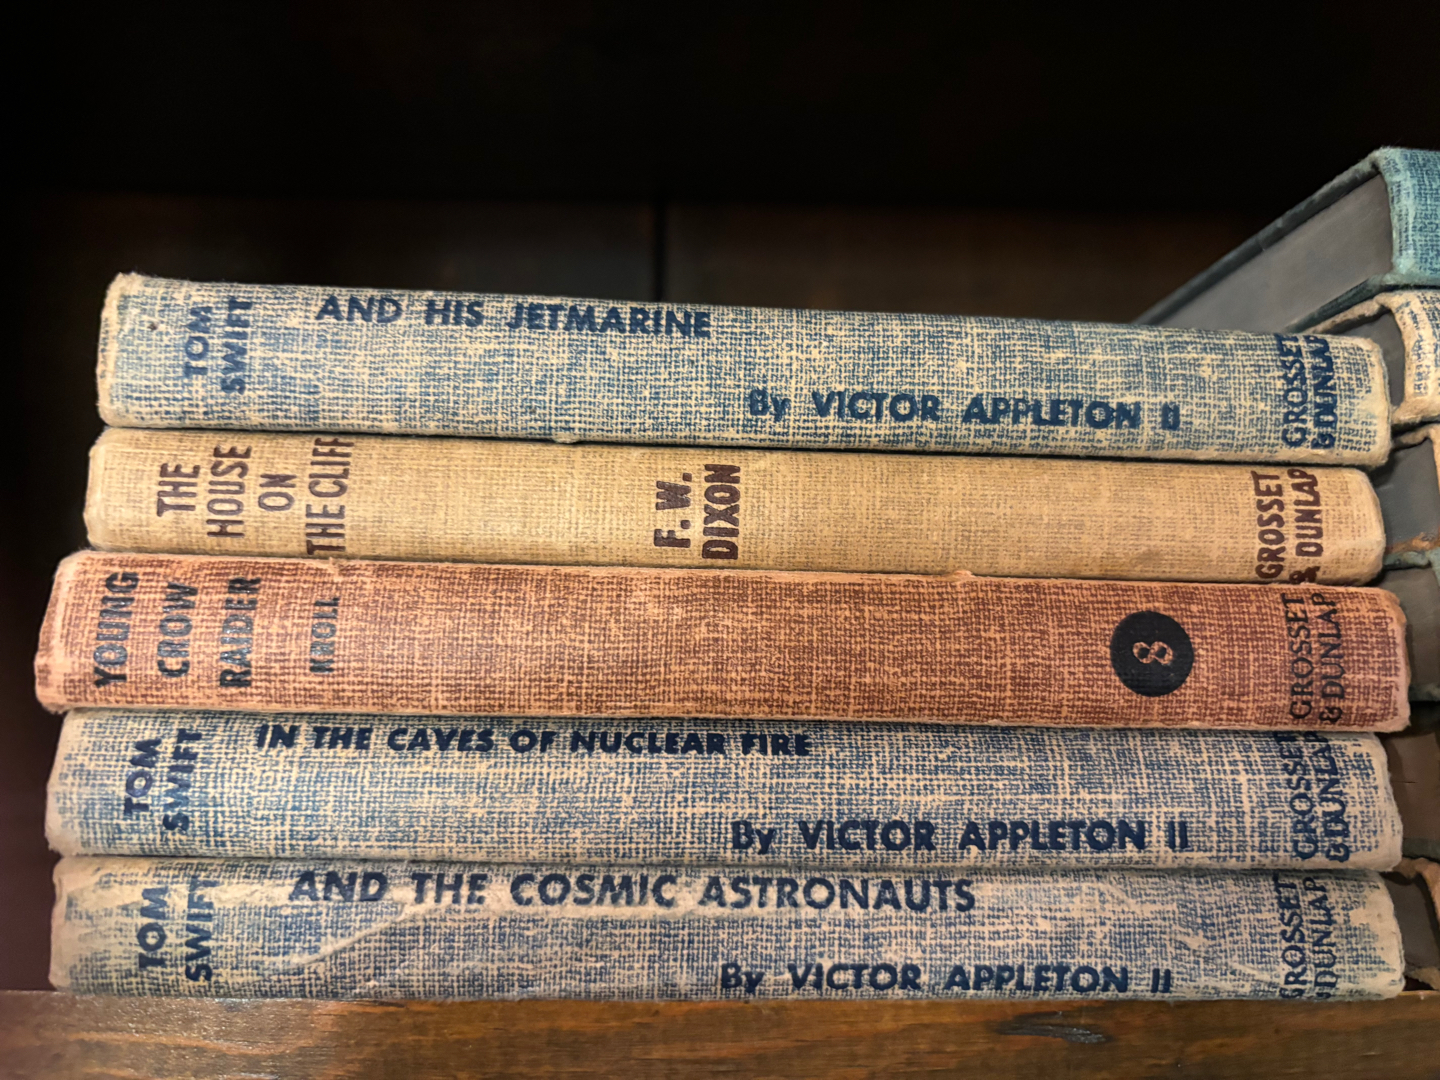 TOM
SWIFT
AND HIS JETMARINE
By VICTOR APPLETON II
GROSSET
& DUNLAP
THE
HOUSE
ON
THE CLIFF
F. W.
DIXON
GROSSET
& DUNLAP
YOUNG
CROW
RAIDER
KROLL
8
GROSSET
& DUNLAP
TOM
SWIFT
IN THE CAVES OF NUCLEAR FIRE
By VICTOR APPLETON II
GROSSET
& DUNLAP
TOM
SWIFT
AND THE COSMIC ASTRONAUTS
By VICTOR APPLETON II
GROSSET
& DUNLAP